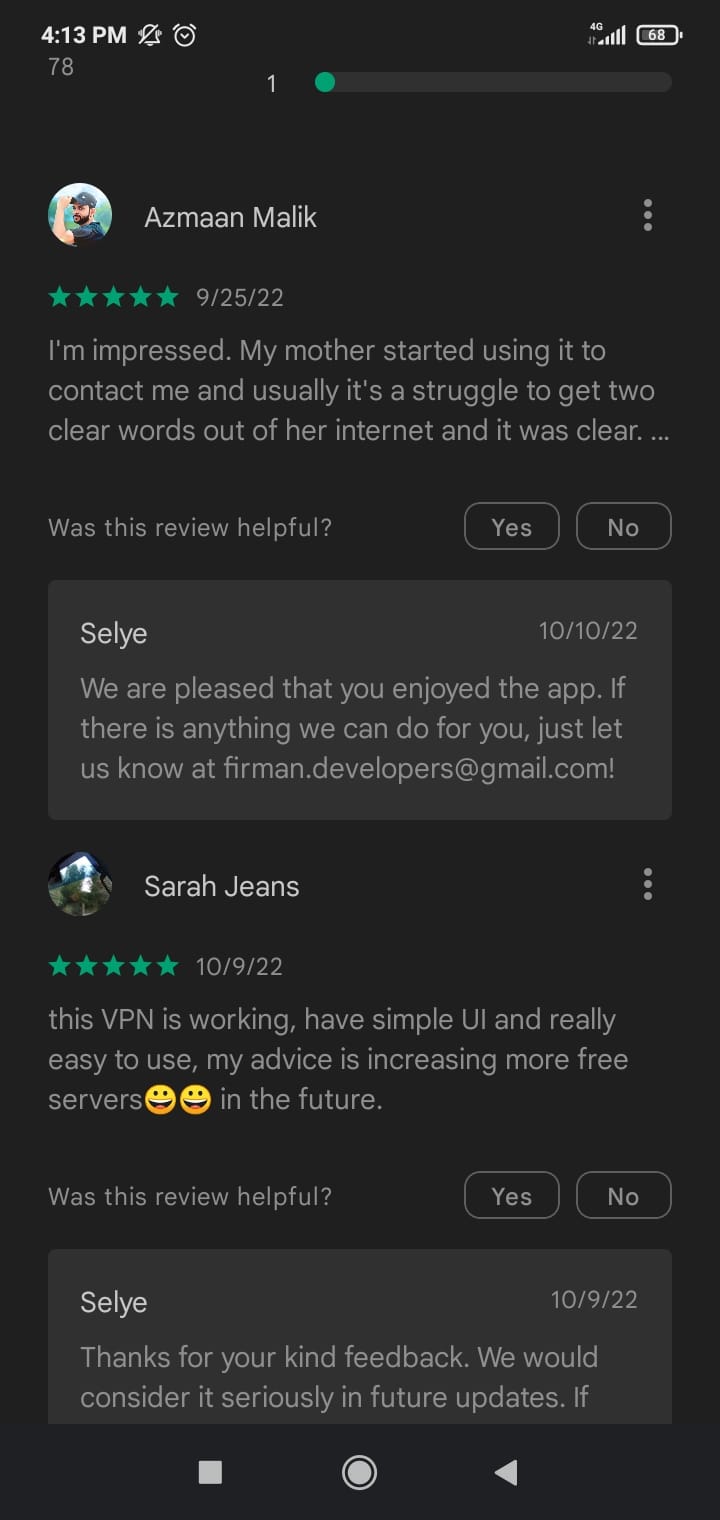 4:13 PM 4G 68
78
1
Azmaan Malik
9/25/22
I'm impressed. My mother started using it to
contact me and usually it's a struggle to get two
clear words out of her internet and it was clear. ...
Was this review helpful? Yes No
Selye 10/10/22
We are pleased that you enjoyed the app. If
there is anything we can do for you, just let
us know at firman.developers@gmail.com!
Sarah Jeans
10/9/22
this VPN is working, have simple UI and really
easy to use, my advice is increasing more free
servers😀😀 in the future.
Was this review helpful? Yes No
Selye 10/9/22
Thanks for your kind feedback. We would
consider it seriously in future updates. If